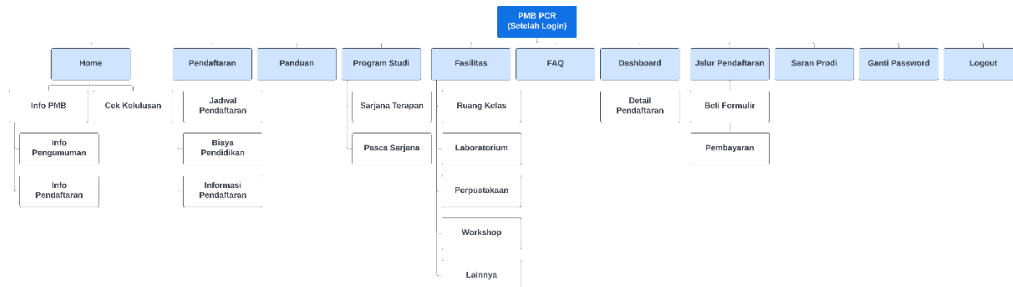 PMB PCR
(Setelah Login)
Home
Pendaftaran
Panduan
Program Studi
Fasilitas
FAQ
Dashboard
Jalur Pendaftaran
Saran Prodi
Ganti Password
Logout
Info PMB
Cek Kelulusan
Jadwal
Pendaftaran
Sarjana Terapan
Ruang Kelas
Detail
Pendaftaran
Beli Formulir
Info
Pengumuman
Biaya
Pendidikan
Pasca Sarjana
Laboratorium
Pembayaran
Info
Pendaftaran
Informasi
Pendaftaran
Perpustakaan
Workshop
Lainnya